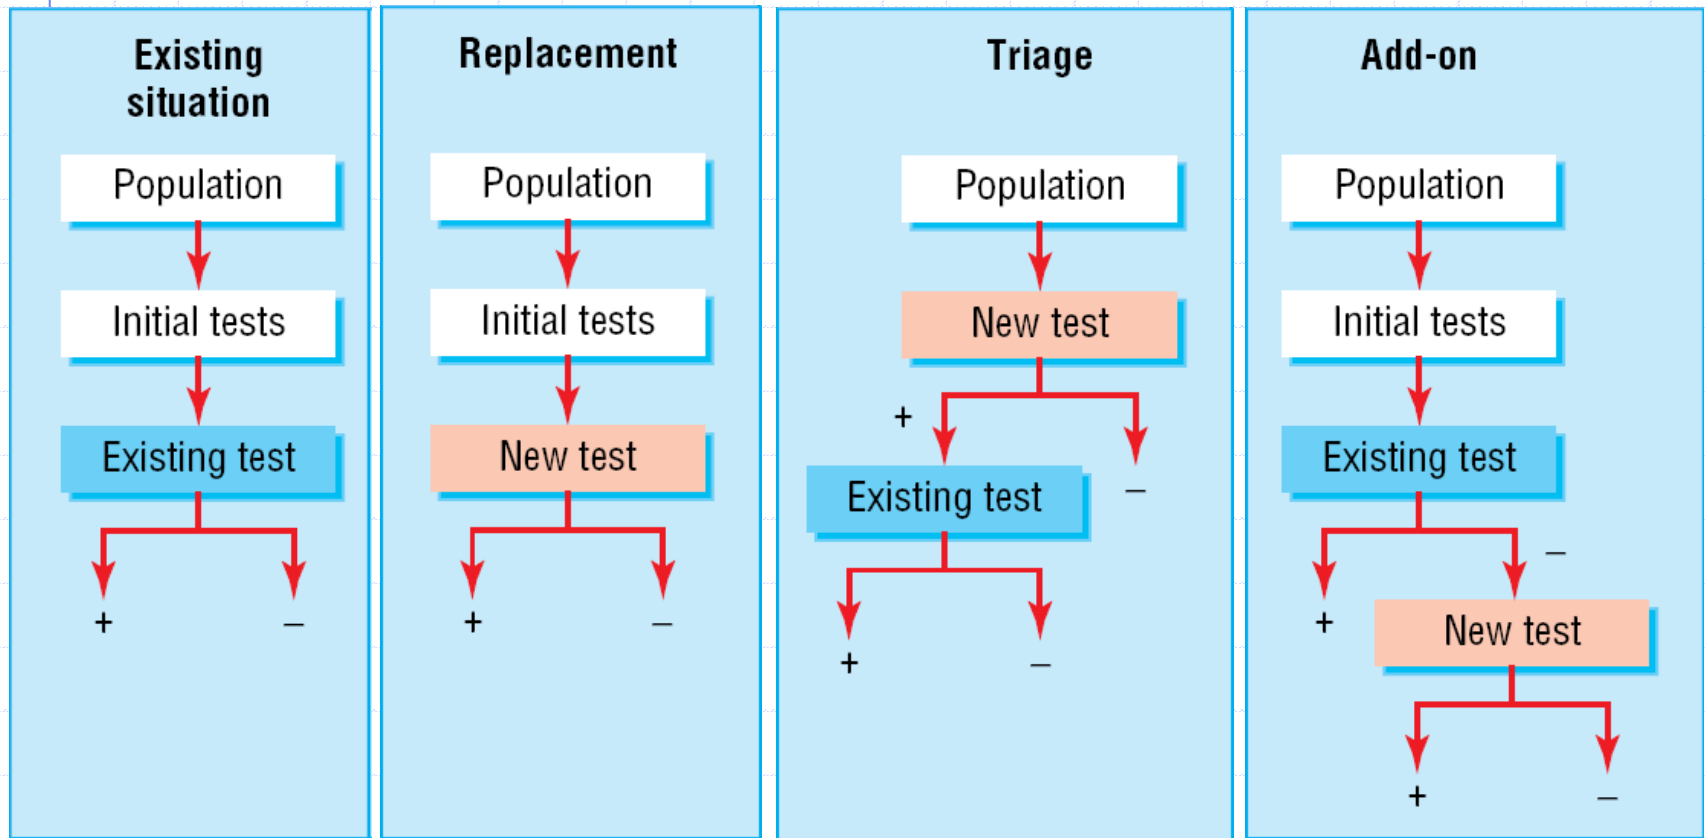 Existing
situation
Population
Initial tests
Existing test
+ –
Replacement
Population
Initial tests
New test
+ –
Triage
Population
New test
+
–
Existing test
+ –
Add-on
Population
Initial tests
Existing test
–
+
New test
+ –